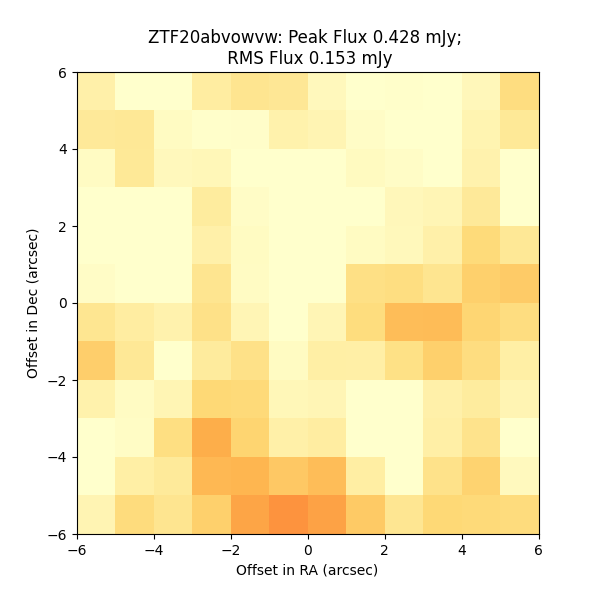 ZTF20abvowvw: Peak Flux 0.428 mJy;
RMS Flux 0.153 mJy
6
4
2
0
−2
−4
−6
Offset in Dec (arcsec)
−6 −4 −2 0 2 4 6
Offset in RA (arcsec)